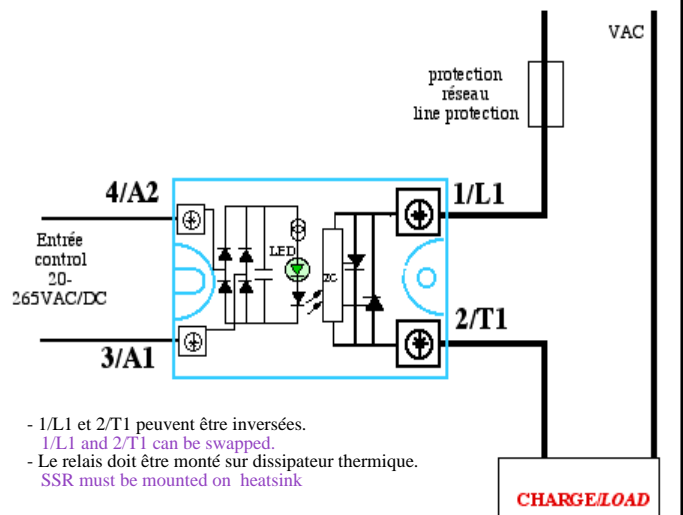 VAC
protection
réseau
line protection
4/A2
1/L1
Entrée
control
20-
265VAC/DC
LED
ZC
3/A1
2/T1
- 1/L1 et 2/T1 peuvent être inversées.
1/L1 and 2/T1 can be swapped.
- Le relais doit être monté sur dissipateur thermique.
SSR must be mounted on heatsink
CHARGE/LOAD